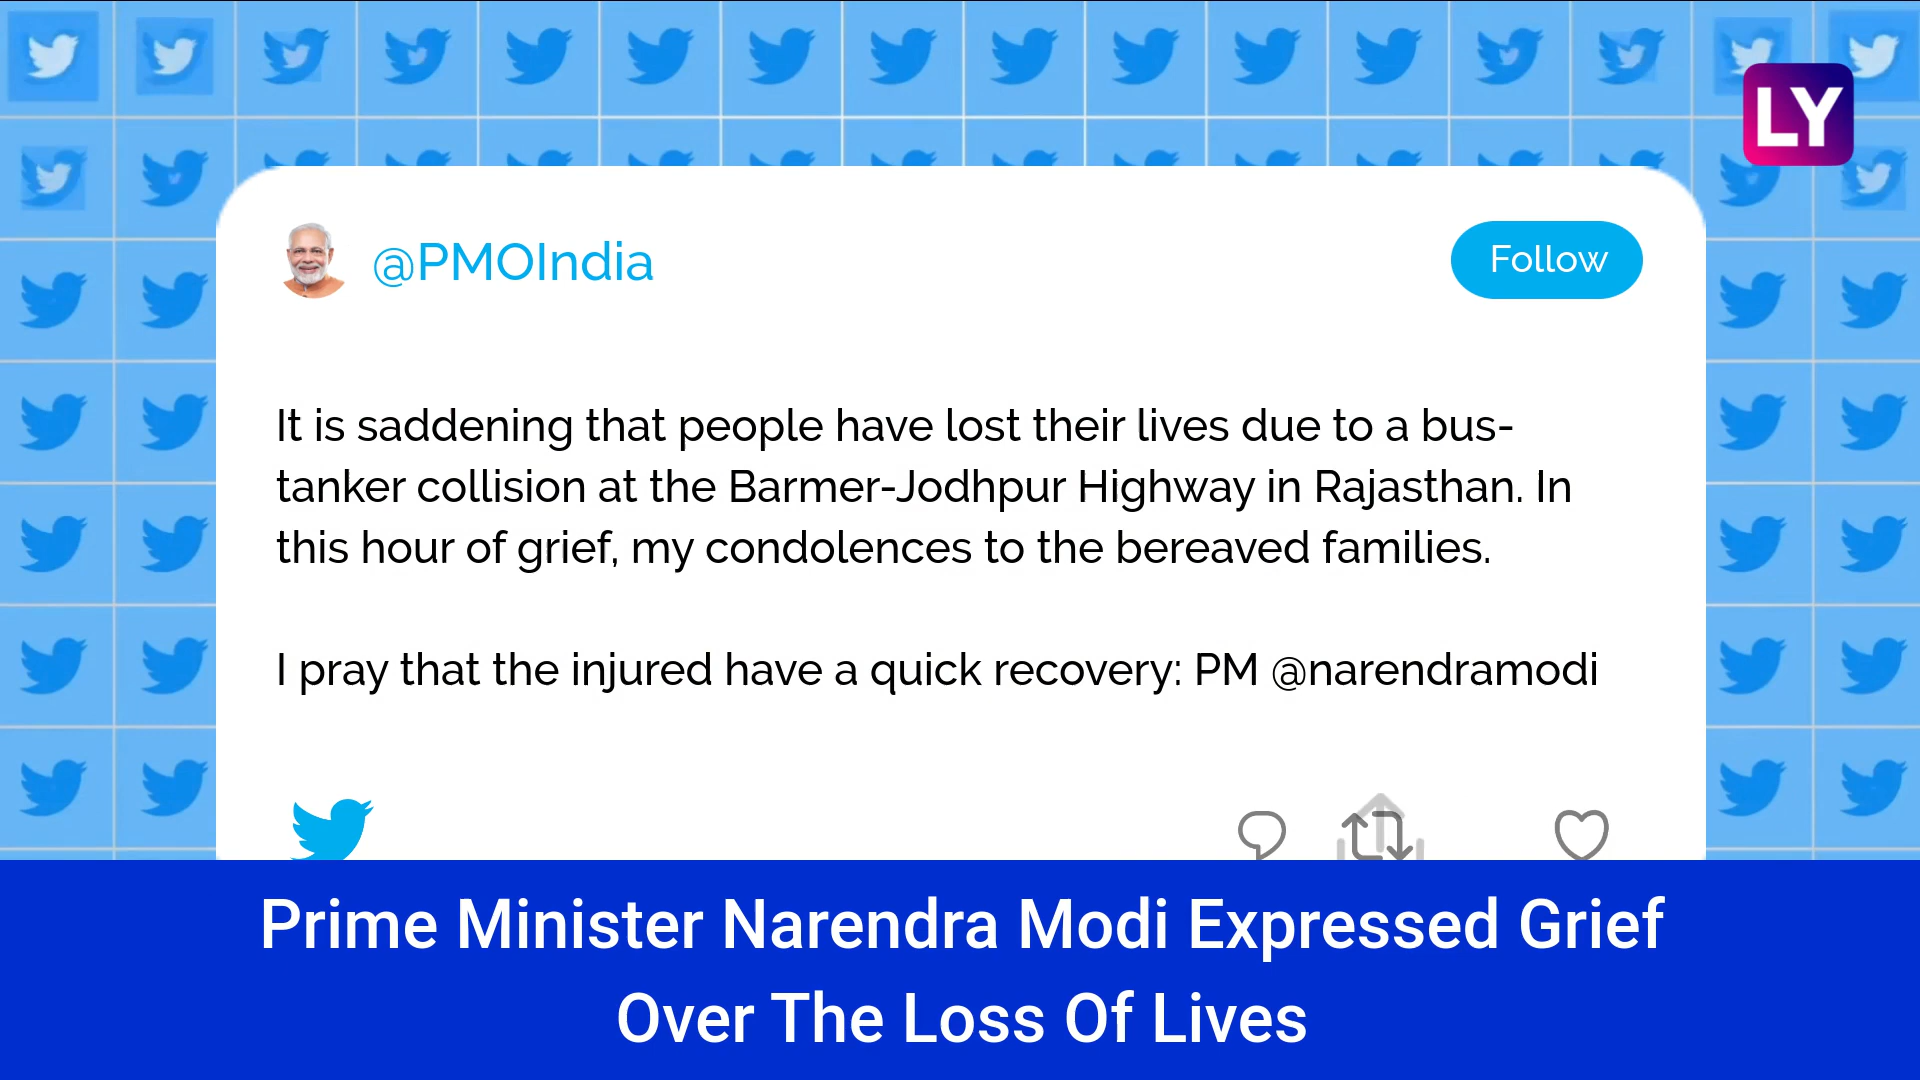 LY
@PMOIndia
Follow
It is saddening that people have lost their lives due to a bus-
tanker collision at the Barmer-Jodhpur Highway in Rajasthan. In
this hour of grief, my condolences to the bereaved families.
I pray that the injured have a quick recovery: PM @narendramodi
Prime Minister Narendra Modi Expressed Grief
Over The Loss Of Lives